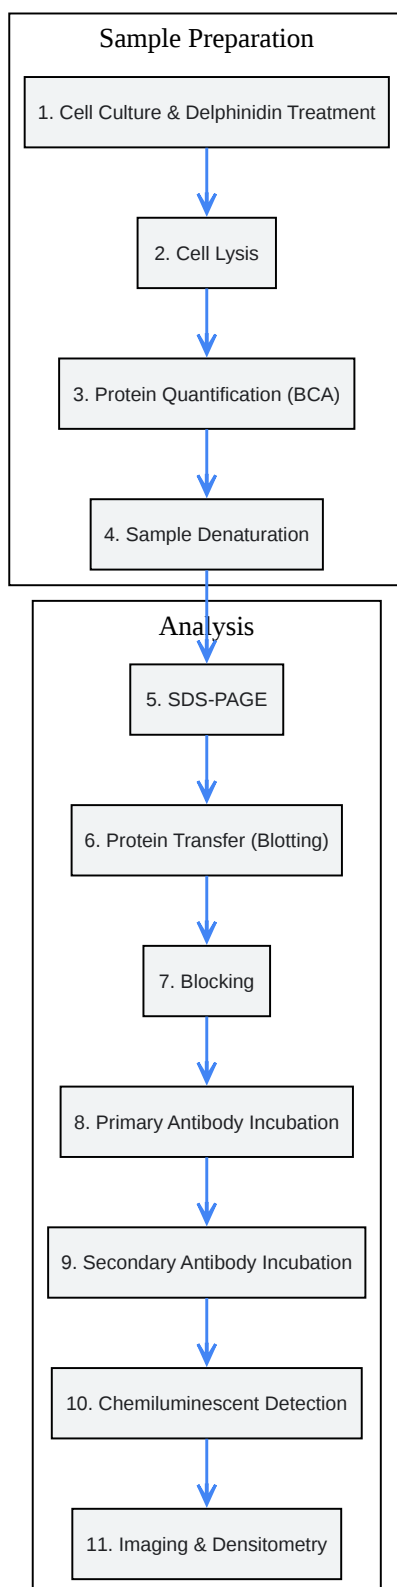 Sample Preparation
1. Cell Culture & Delphinidin Treatment
2. Cell Lysis
3. Protein Quantification (BCA)
4. Sample Denaturation
Analysis
5. SDS-PAGE
6. Protein Transfer (Blotting)
7. Blocking
8. Primary Antibody Incubation
9. Secondary Antibody Incubation
10. Chemiluminescent Detection
11. Imaging & Densitometry